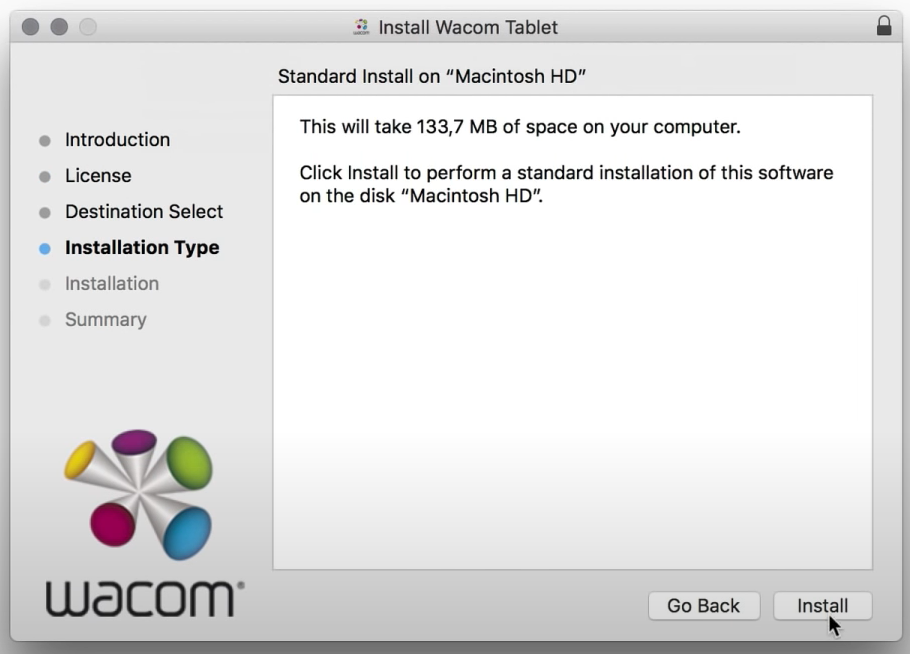 Install Wacom Tablet
Standard Install on “Macintosh HD”
This will take 133,7 MB of space on your computer.
Click Install to perform a standard installation of this software
on the disk “Macintosh HD”.
Introduction
License
Destination Select
Installation Type
Installation
Summary
wacom®
Go Back
Install